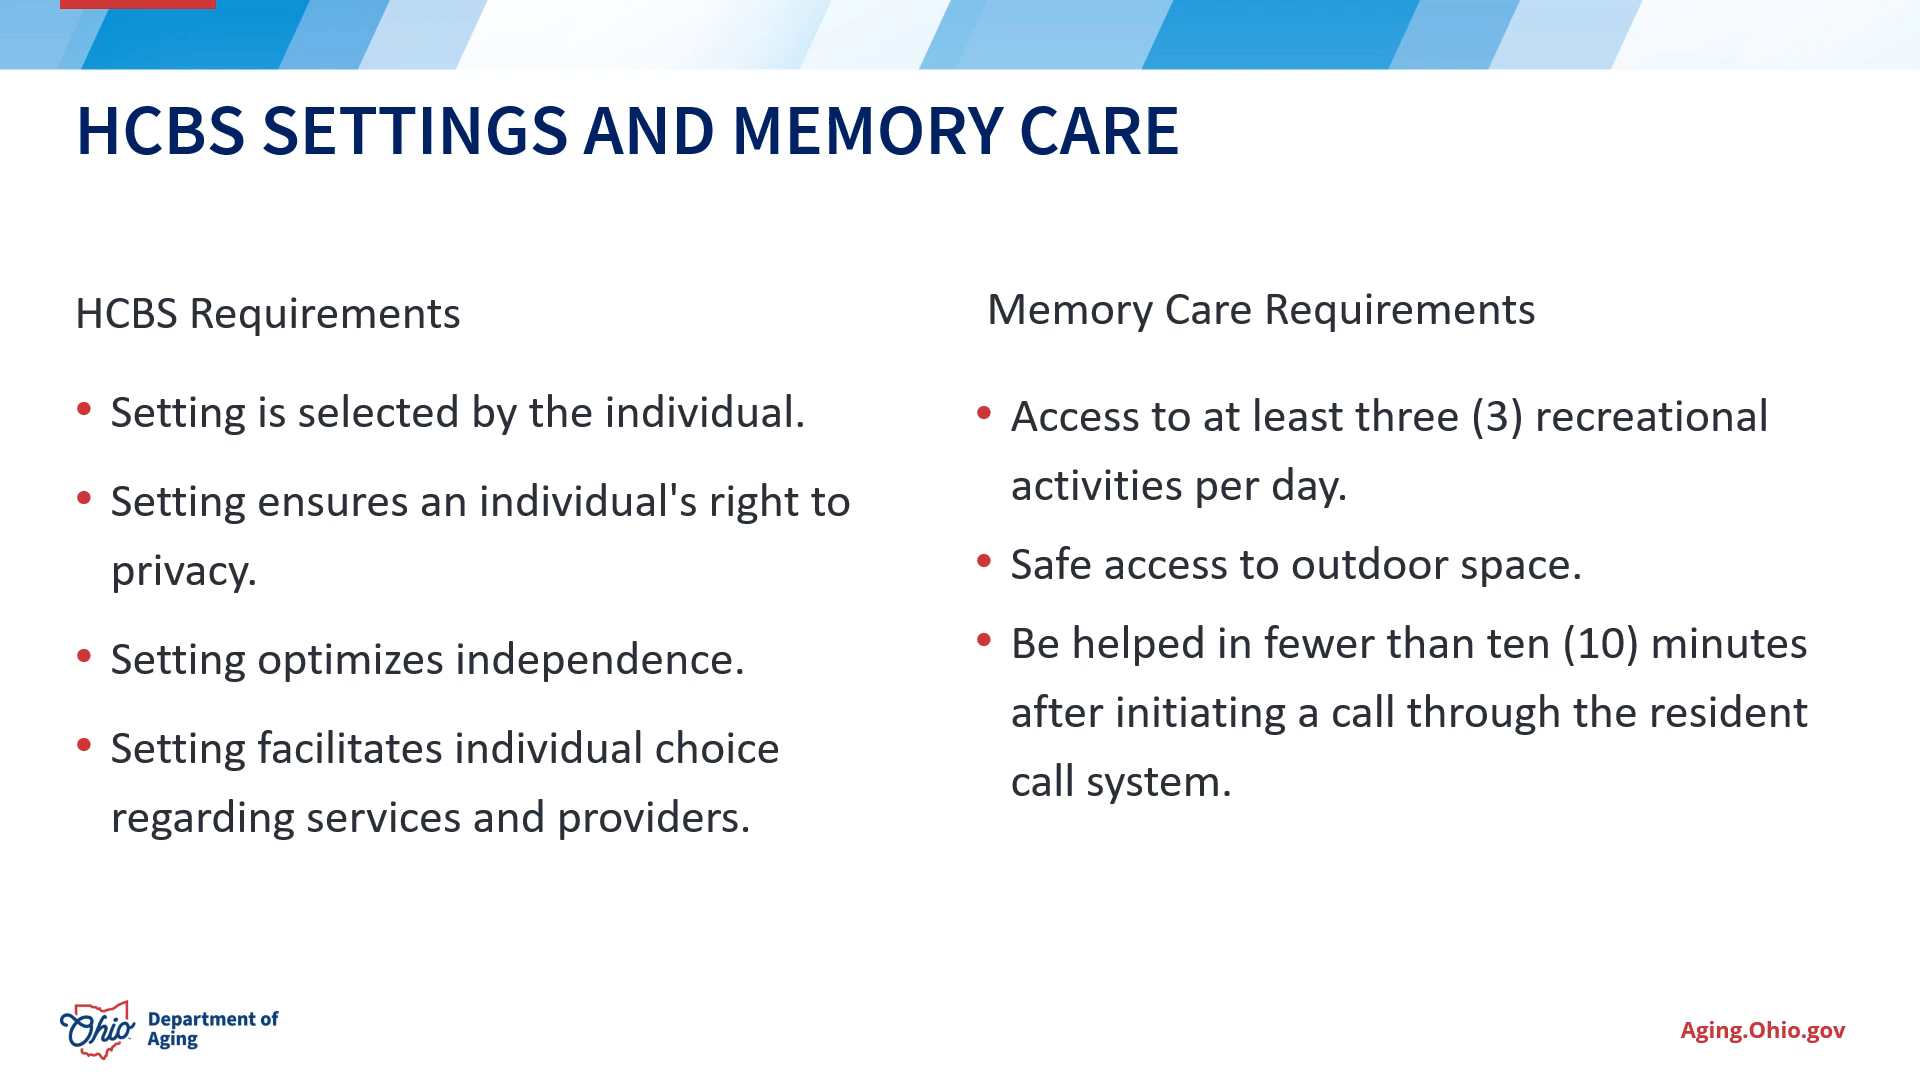 HCBS SETTINGS AND MEMORY CARE
HCBS Requirements
• Setting is selected by the individual.
• Setting ensures an individual's right to
privacy.
• Setting optimizes independence.
• Setting facilitates individual choice
regarding services and providers.
Memory Care Requirements
• Access to at least three (3) recreational
activities per day.
• Safe access to outdoor space.
• Be helped in fewer than ten (10) minutes
after initiating a call through the resident
call system.
Ohio
Department of
Aging
Aging.Ohio.gov